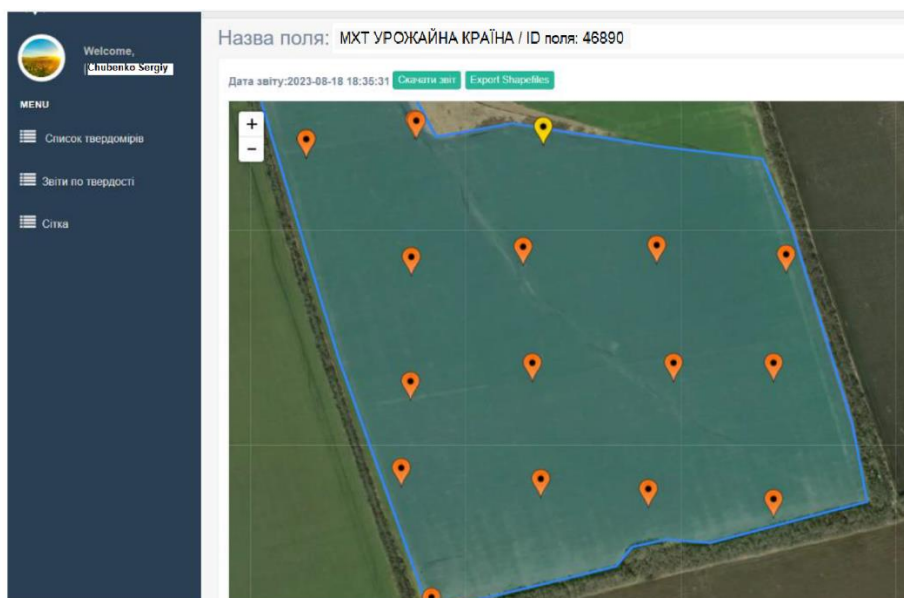 Welcome,
Chubenko Sergiy
MENU
Список твердомірів
Звіти по твердості
Сітка
Назва поля: МХТ УРОЖАЙНА КРАЇНА / ID поля: 46890
Дата звіту:2023-08-18 18:35:31 Скачати звіт Export Shapefiles
+
−